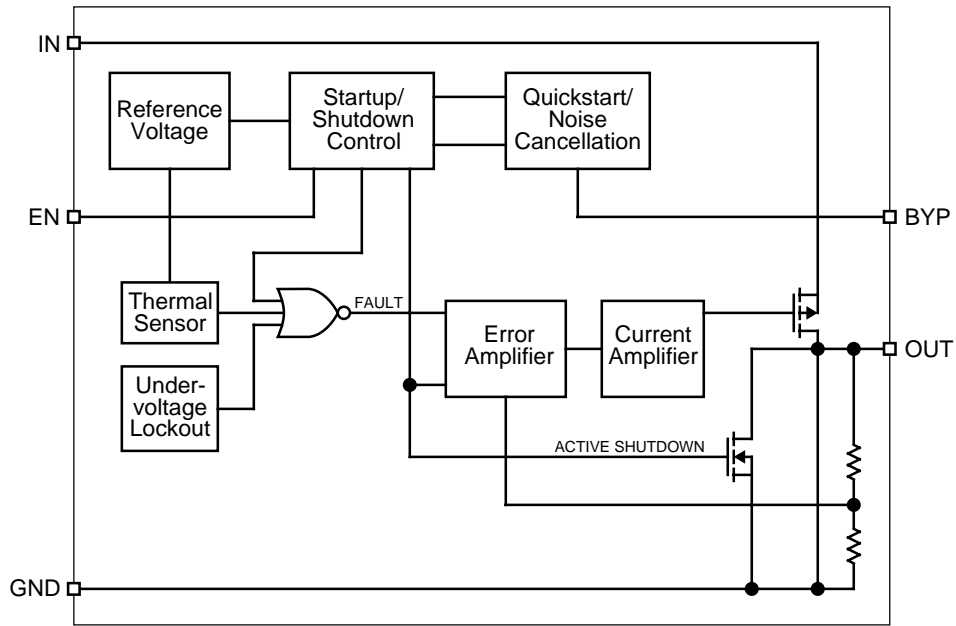 IN
Reference
Voltage
Startup/
Shutdown
Control
Quickstart/
Noise
Cancellation
EN
BYP
Thermal
Sensor
FAULT
Error
Amplifier
Current
Amplifier
OUT
Under-
voltage
Lockout
ACTIVE SHUTDOWN
GND